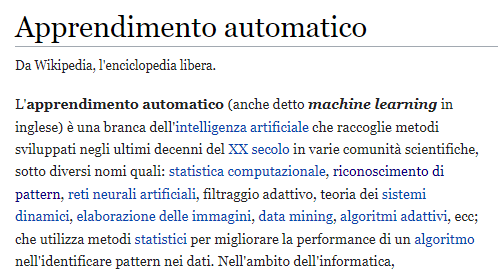 Apprendimento automatico
Da Wikipedia, l'enciclopedia libera.
L'apprendimento automatico (anche detto machine learning in
inglese) è una branca dell'intelligenza artificiale che raccoglie metodi
sviluppati negli ultimi decenni del XX secolo in varie comunità scientifiche,
sotto diversi nomi quali: statistica computazionale, riconoscimento di
pattern, reti neurali artificiali, filtraggio adattivo, teoria dei sistemi
dinamici, elaborazione delle immagini, data mining, algoritmi adattivi, ecc;
che utilizza metodi statistici per migliorare la performance di un algoritmo
nell'identificare pattern nei dati. Nell'ambito dell'informatica,